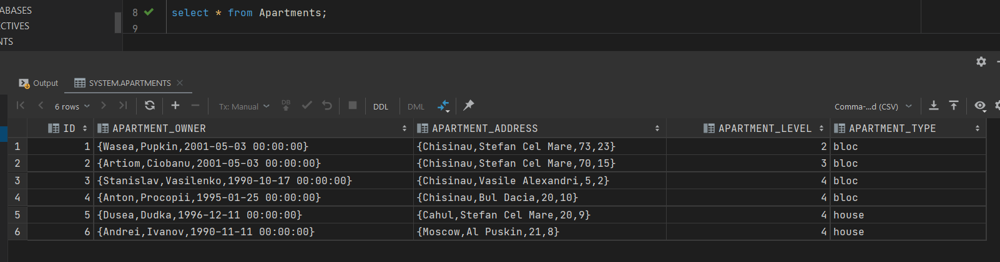 ABASES
ECTIVES
NTS
8 select * from Apartments;
9
Output SYSTEM.APARTMENTS
6 rows Tx: Manual DB DDL DML Comma-...d (CSV)
ID APARTMENT_OWNER APARTMENT_ADDRESS APARTMENT_LEVEL APARTMENT_TYPE
1 1 {Wasea,Pupkin,2001-05-03 00:00:00} {Chisinau,Stefan Cel Mare,73,23} 2 bloc
2 2 {Artiom,Ciobanu,2001-05-03 00:00:00} {Chisinau,Stefan Cel Mare,70,15} 3 bloc
3 3 {Stanislav,Vasilenko,1990-10-17 00:00:00} {Chisinau,Vasile Alexandri,5,2} 4 bloc
4 4 {Anton,Procopii,1995-01-25 00:00:00} {Chisinau,Bul Dacia,20,10} 4 bloc
5 5 {Dusea,Dudka,1996-12-11 00:00:00} {Cahul,Stefan Cel Mare,20,9} 4 house
6 6 {Andrei,Ivanov,1990-11-11 00:00:00} {Moscow,Al Puskin,21,8} 4 house